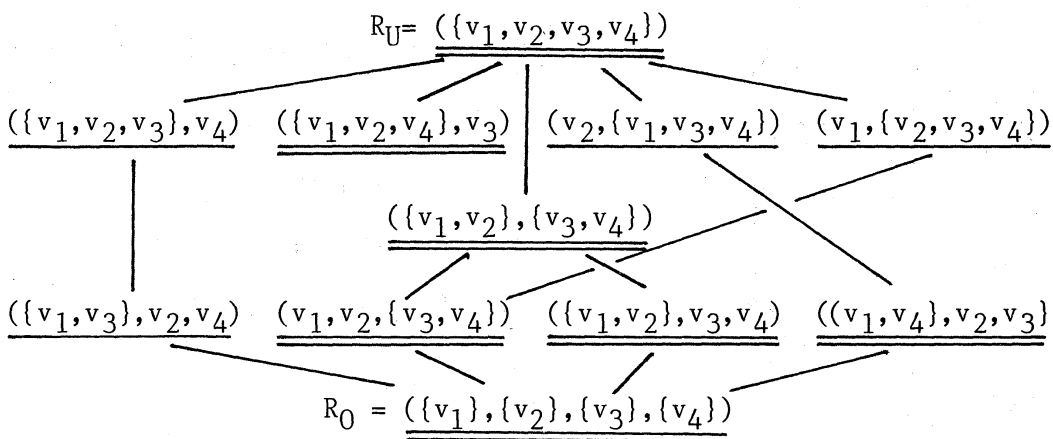 R_U= ({v_1,v_2,v_3,v_4})
({v_1,v_2,v_3},v_4) ({v_1,v_2,v_4},v_3) (v_2,{v_1,v_3,v_4}) (v_1,{v_2,v_3,v_4})
({v_1,v_2},{v_3,v_4})
({v_1,v_3},v_2,v_4) (v_1,v_2,{v_3,v_4}) ({v_1,v_2},v_3,v_4) ((v_1,v_4},v_2,v_3}
R_O = ({v_1},{v_2},{v_3},{v_4})